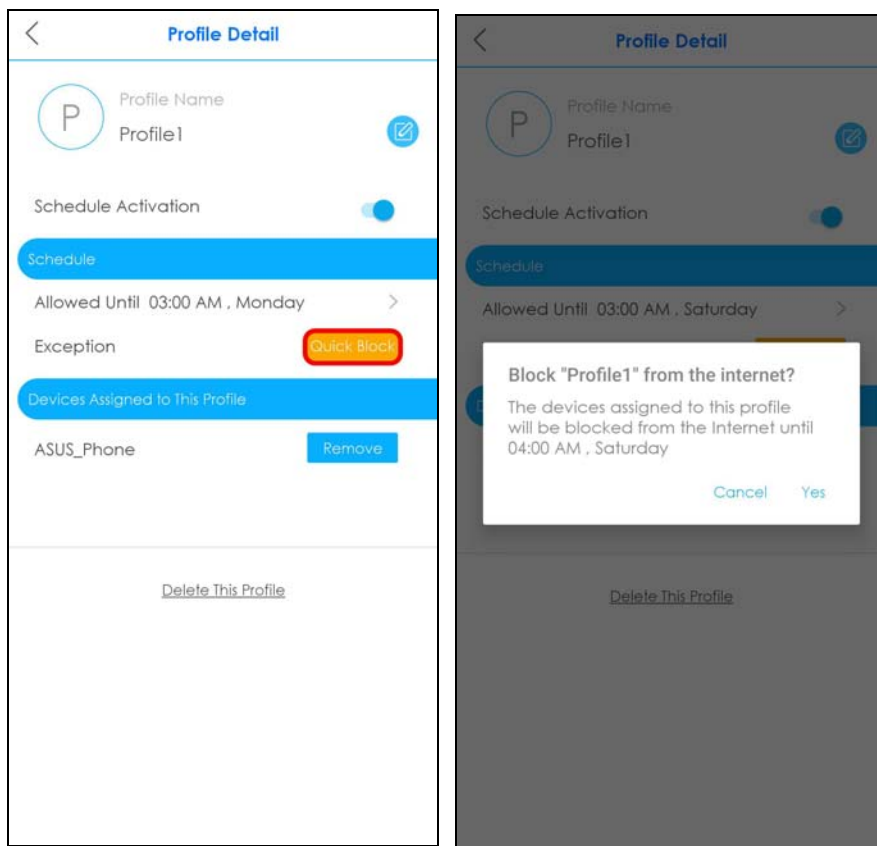 Profile Detail
P
Profile Name
Profile1
Schedule Activation
Schedule
Allowed Until 03:00 AM , Monday
Exception
Quick Block
Devices Assigned to This Profile
ASUS_Phone
Remove
Delete This Profile
Profile Detail
P
Profile Name
Profile1
Schedule Activation
Schedule
Allowed Until 03:00 AM , Saturday
Block "Profile1" from the internet?
The devices assigned to this profile
will be blocked from the Internet until
04:00 AM , Saturday
Cancel Yes
Delete This Profile